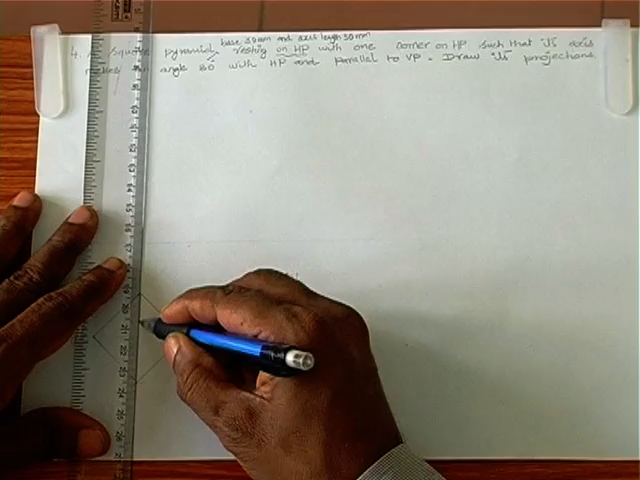 4. A square pyramid, base 30mm and axis length 50mm resting on HP with one corner on HP such that its axis
makes an angle 30 with HP and parallel to VP. Draw its projections.